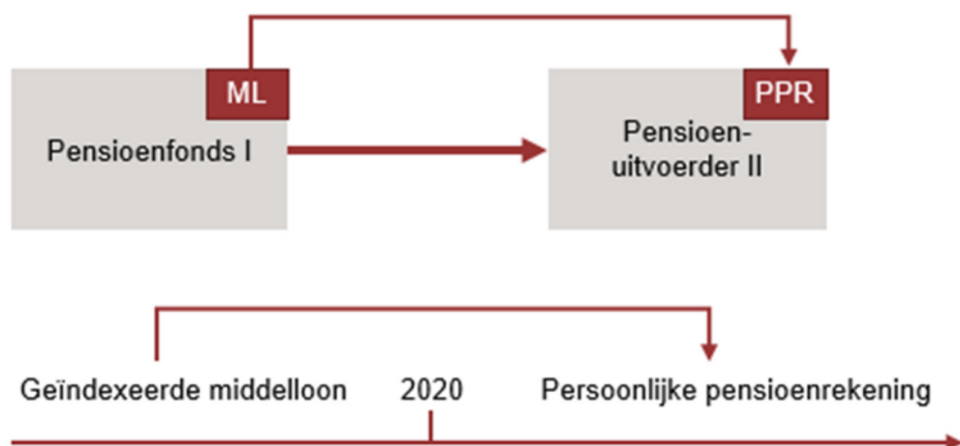 ML
Pensioenfonds I
PPR
Pensioen-
uitvoerder II
Geïndexeerde middelloon 2020 Persoonlijke pensioenrekening